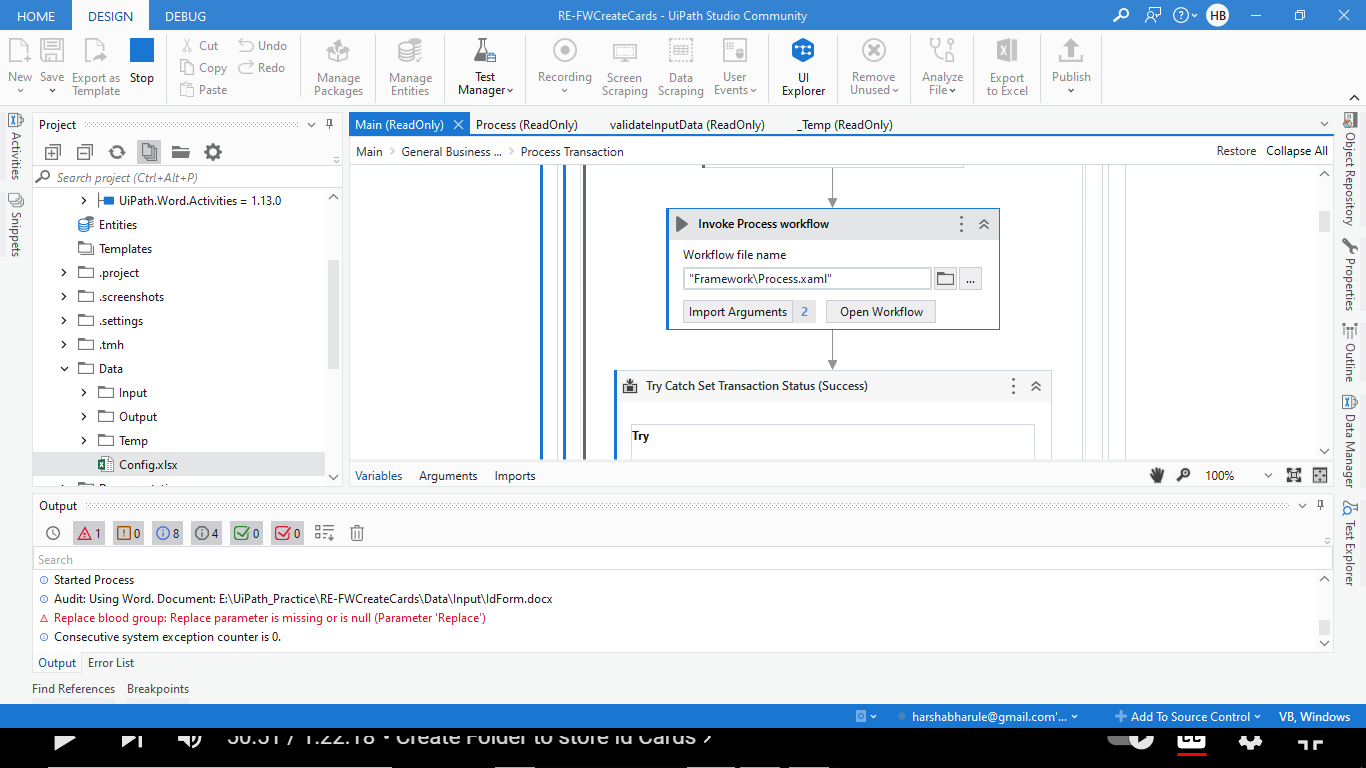 HOME DESIGN DEBUG RE-FWCreateCards - UiPath Studio Community HB
New Save Export as Template Stop Cut Copy Paste Undo Redo Manage Packages Manage Entities Test Manager Recording Screen Scraping Data Scraping User Events UI Explorer Remove Unused Analyze File Export to Excel Publish
Activities
Snippets
Project
Search project (Ctrl+Alt+P)
UiPath.Word.Activities = 1.13.0
Entities
Templates
.project
.screenshots
.settings
.tmh
Data
Input
Output
Temp
Config.xlsx
Main (ReadOnly) Process (ReadOnly) validateInputData (ReadOnly) _Temp (ReadOnly)
Main General Business ... Process Transaction Restore Collapse All
Invoke Process workflow
Workflow file name
"Framework\Process.xaml" ...
Import Arguments 2 Open Workflow
Try Catch Set Transaction Status (Success)
Try
Variables Arguments Imports 100%
Object Repository
Properties
Outline
Data Manager
Test Explorer
Output
1 0 8 4 0 0
Search
Started Process
Audit: Using Word. Document: E:\UiPath_Practice\RE-FWCreateCards\Data\Input\IdForm.docx
Replace blood group: Replace parameter is missing or is null (Parameter 'Replace')
Consecutive system exception counter is 0.
Output Error List
Find References Breakpoints
harshabharule@gmail.com'... Add To Source Control VB, Windows
50:51 / 1:22:18 • Create Folder to store Id Cards